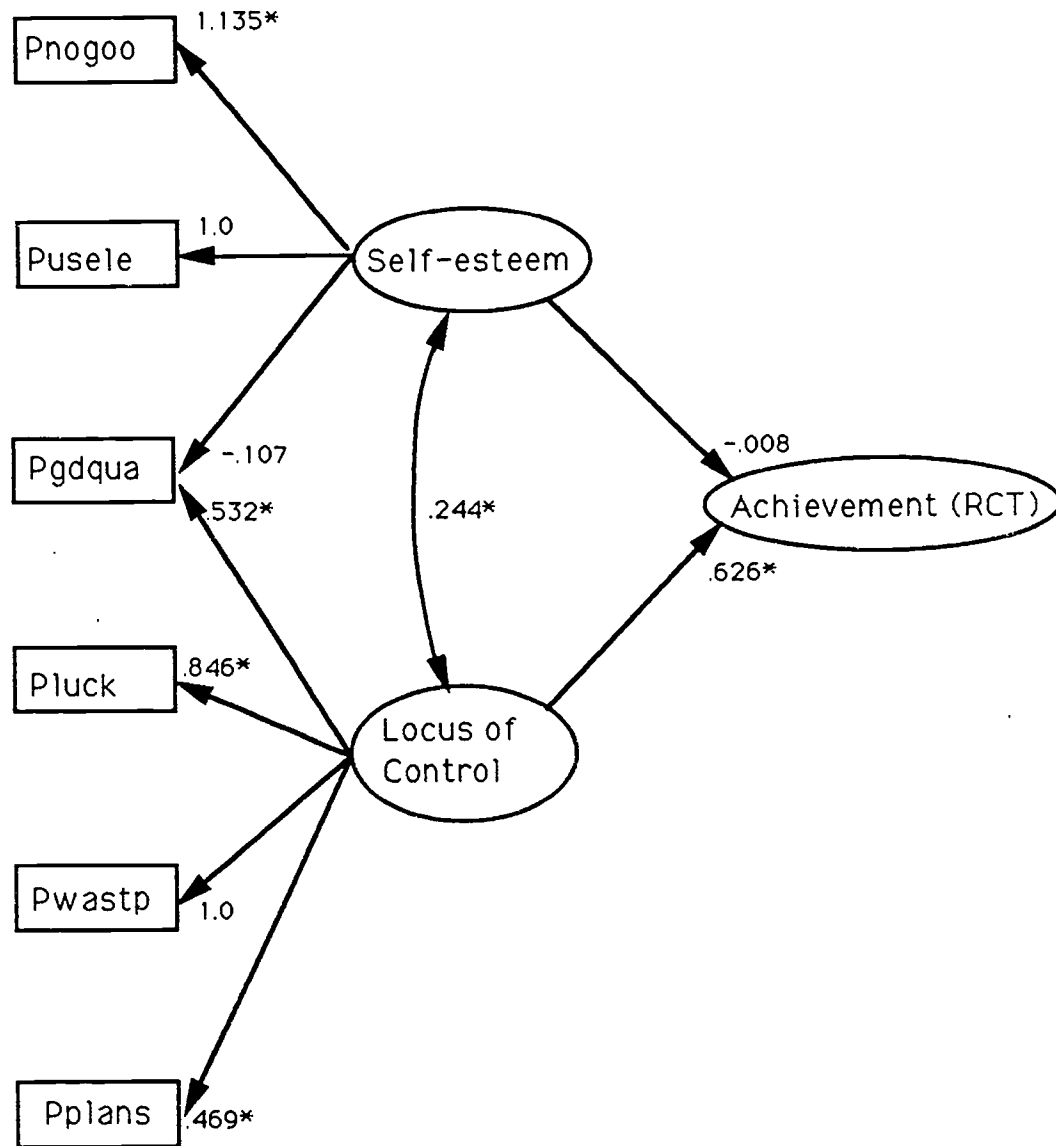 1.135*
Pnogoo
1.0
Pusele
Self-esteem
Pgdqua
-.107
.532*
.244*
-.008
Achievement (RCT)
.626*
Pluck
.846*
Locus of
Control
Pwastp
1.0
Pplans
.469*